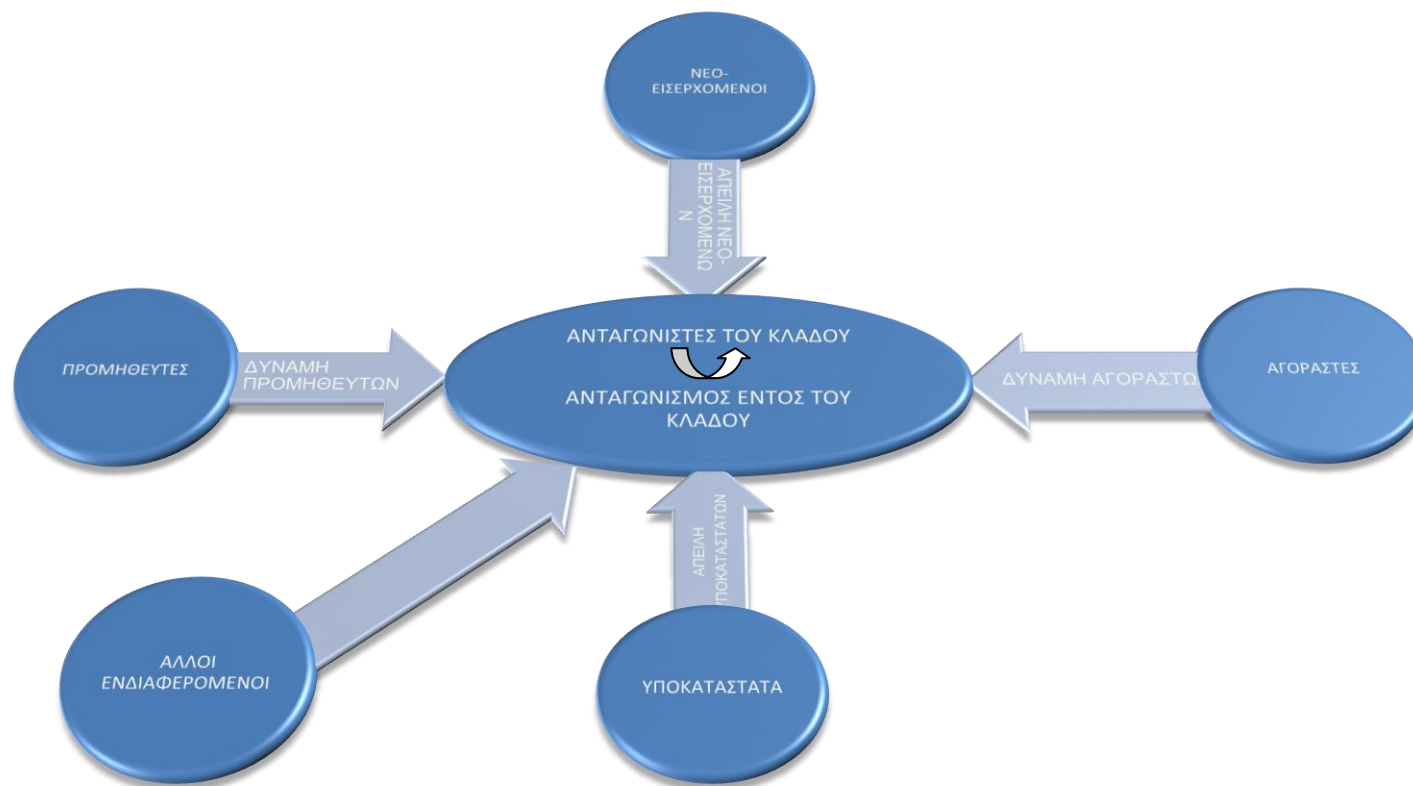 ΝΕΟ-
ΕΙΣΕΡΧΟΜΕΝΟΙ
ΑΠΕΙΛΗ ΝΕΟ-
ΕΙΣΕΡΧΟΜΕΝΩ
Ν
ΑΝΤΑΓΩΝΙΣΤΕΣ ΤΟΥ ΚΛΑΔΟΥ
ΑΝΤΑΓΩΝΙΣΜΟΣ ΕΝΤΟΣ ΤΟΥ
ΚΛΑΔΟΥ
ΠΡΟΜΗΘΕΥΤΕΣ
ΔΥΝΑΜΗ
ΠΡΟΜΗΘΕΥΤΩΝ
ΔΥΝΑΜΗ ΑΓΟΡΑΣΤΩ
ΑΓΟΡΑΣΤΕΣ
ΑΠΕΙΛΗ
ΥΠΟΚΑΤΑΣΤΑΤΩΝ
ΑΛΛΟΙ
ΕΝΔΙΑΦΕΡΟΜΕΝΟΙ
ΥΠΟΚΑΤΑΣΤΑΤΑ